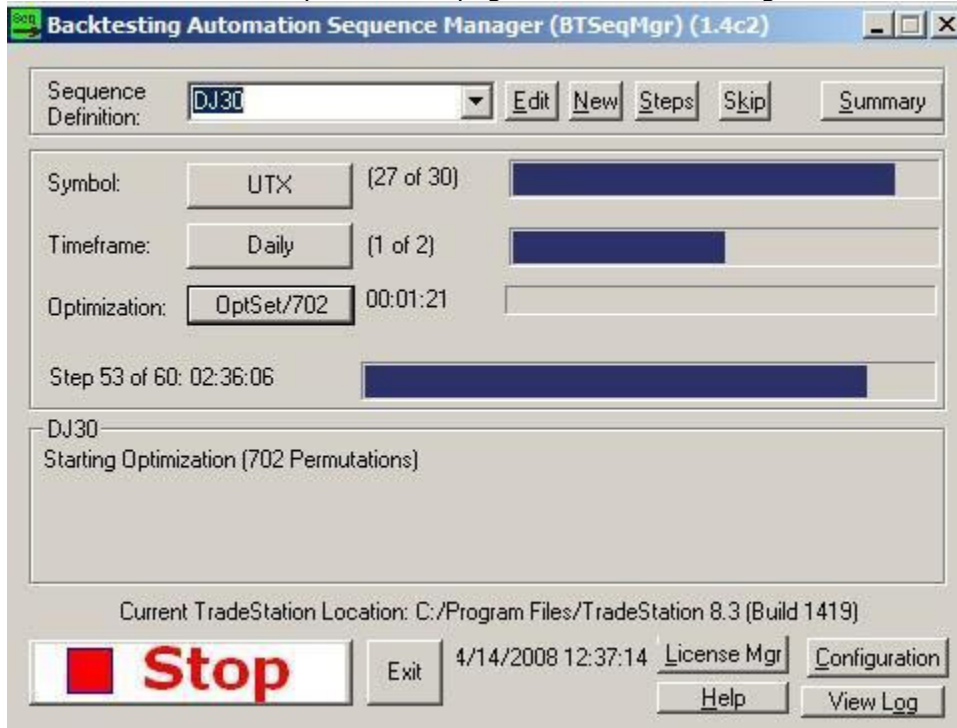 Seq
Backtesting Automation Sequence Manager (BTSeqMgr) (1.4c2)
Sequence Definition: DJ30 Edit New Steps Skip Summary
Symbol: UTX (27 of 30)
Timeframe: Daily (1 of 2)
Optimization: OptSet/702 00:01:21
Step 53 of 60: 02:36:06
DJ30
Starting Optimization (702 Permutations)
Current TradeStation Location: C:/Program Files/TradeStation 8.3 (Build 1419)
Stop Exit 4/14/2008 12:37:14 License Mgr Configuration
Help View Log